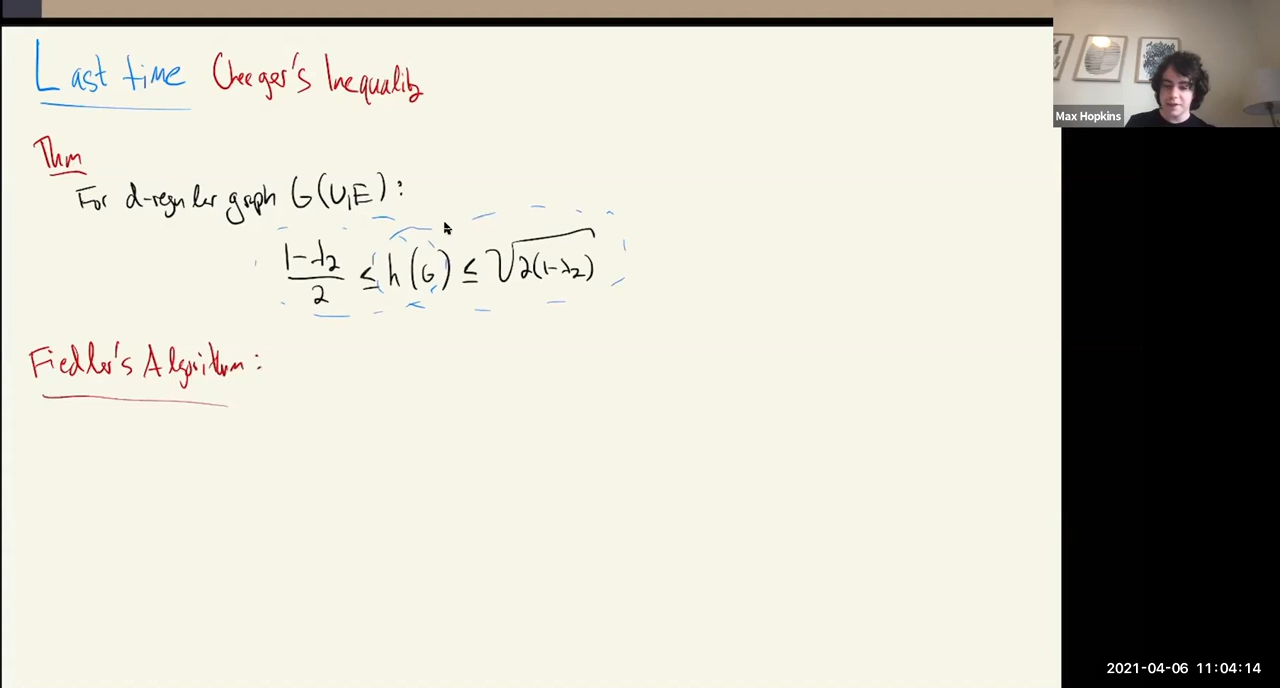 Last time Cheeger's Inequality
Thm
For d-regular graph G(V,E):
(1-λ₂)/2 ≤ h(G) ≤ √(2(1-λ₂))
Fiedler's Algorithm:
Max Hopkins
2021-04-06 11:04:14